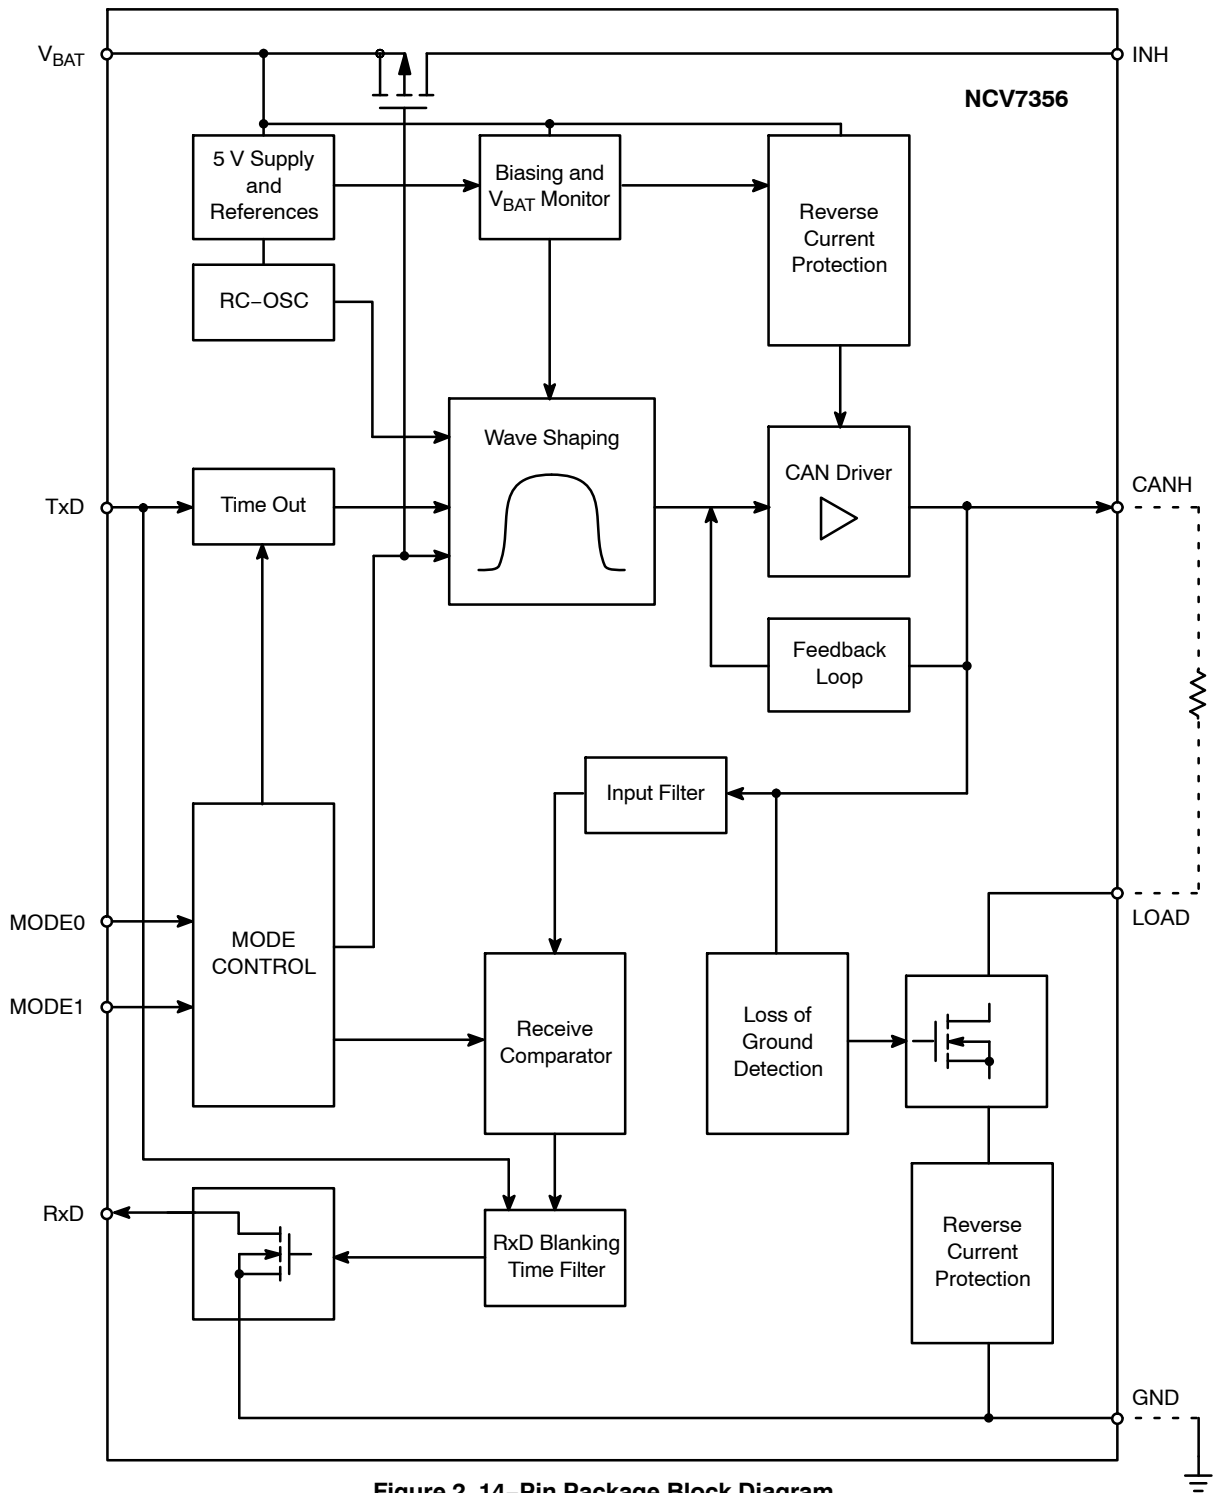 V_BAT
INH
NCV7356
5 V Supply
and
References
Biasing and
V_BAT Monitor
Reverse
Current
Protection
RC−OSC
Wave Shaping
CAN Driver
CANH
TxD
Time Out
Feedback
Loop
Input Filter
MODE0
LOAD
MODE
CONTROL
MODE1
Receive
Comparator
Loss of
Ground
Detection
RxD
RxD Blanking
Time Filter
Reverse
Current
Protection
GND
Figure 2. 14−Pin Package Block Diagram